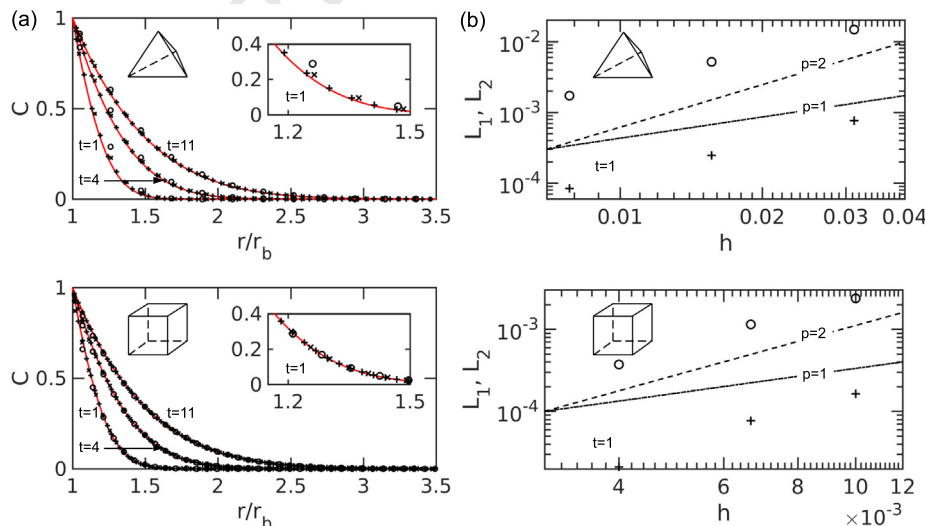 (a)
C
1
0.5
0
t=1
t=4
t=11
1 1.5 2 2.5 3 3.5
r/r_b
0.4
0.2
0
t=1
1.2 1.5
(b)
L₁, L₂
10⁻²
10⁻³
10⁻⁴
p=2
p=1
t=1
0.01 0.02 0.03 0.04
h
C
1
0.5
0
t=1
t=4
t=11
1 1.5 2 2.5 3 3.5
r/r_b
0.4
0.2
0
t=1
1.2 1.5
L₁, L₂
10⁻³
10⁻⁴
p=2
p=1
t=1
4 6 8 10 12
h
× 10⁻³